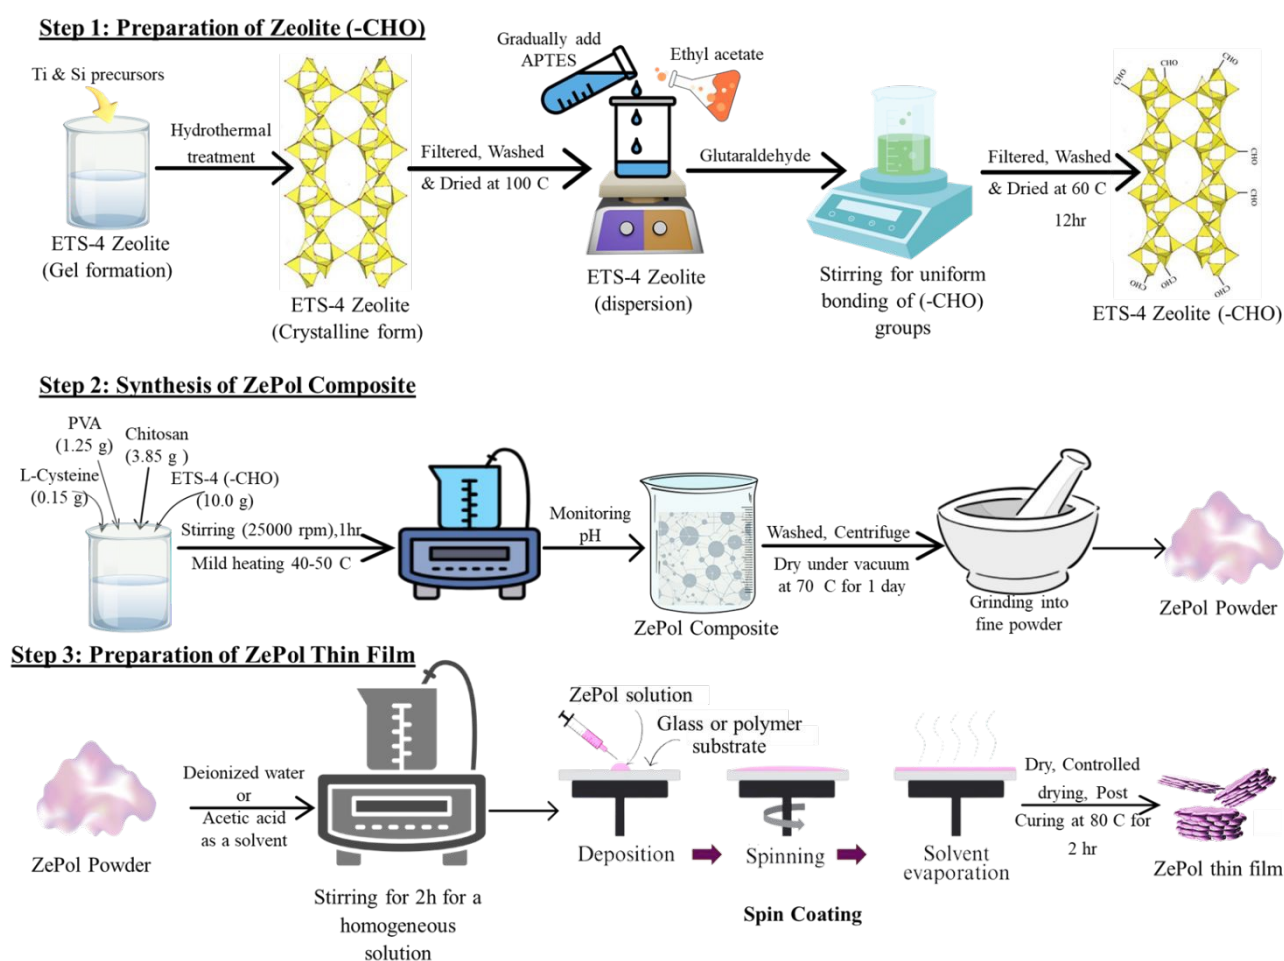 Step 1: Preparation of Zeolite (-CHO)
Ti & Si precursors
ETS-4 Zeolite
(Gel formation)
Hydrothermal
treatment
ETS-4 Zeolite
(Crystalline form)
Filtered, Washed
& Dried at 100 C
Gradually add
APTES
Ethyl acetate
ETS-4 Zeolite
(dispersion)
Glutaraldehyde
Stirring for uniform
bonding of (-CHO)
groups
Filtered, Washed
& Dried at 60 C
12hr
CHO
CHO
CHO
CHO
CHO
CHO
CHO
CHO
ETS-4 Zeolite (-CHO)
Step 2: Synthesis of ZePol Composite
PVA
(1.25 g)
Chitosan
(3.85 g )
L-Cysteine
(0.15 g)
ETS-4 (-CHO)
(10.0 g)
Stirring (25000 rpm),1hr
Mild heating 40-50 C
Monitoring
pH
ZePol Composite
Washed, Centrifuge
Dry under vacuum
at 70 C for 1 day
Grinding into
fine powder
ZePol Powder
Step 3: Preparation of ZePol Thin Film
ZePol Powder
Deionized water
or
Acetic acid
as a solvent
Stirring for 2h for a
homogeneous
solution
ZePol solution
Glass or polymer
substrate
Deposition
Spinning
Solvent
evaporation
Spin Coating
Dry, Controlled
drying, Post
Curing at 80 C for
2 hr
ZePol thin film